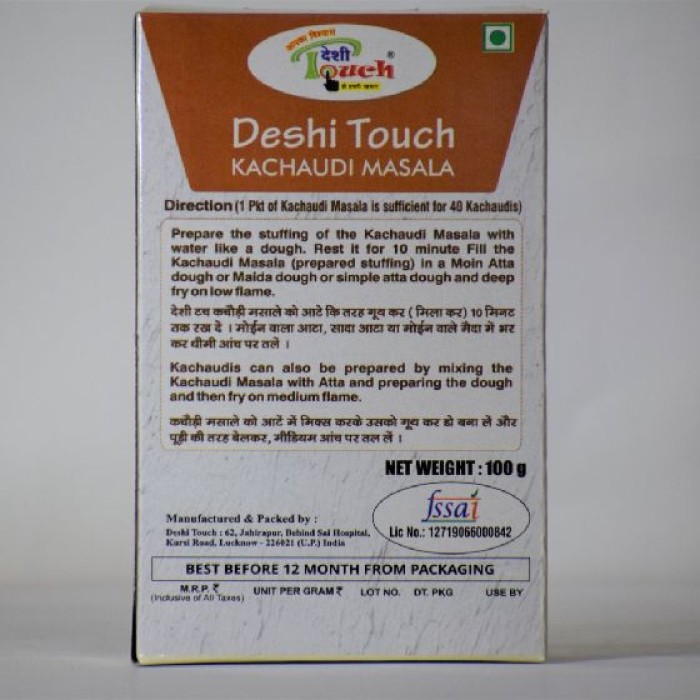 आपका विश्वास
देशी
Touch ®
Deshi Touch
KACHAUDI MASALA
Direction (1 Pkt of Kachaudi Masala is sufficient for 40 Kachaudis)
Prepare the stuffing of the Kachaudi Masala with
water like a dough. Rest it for 10 minute Fill the
Kachaudi Masala (prepared stuffing) in a Moin Atta
dough or Maida dough or simple atta dough and deep
fry on low flame.
देशी टच कचौड़ी मसाले को आटे कि तरह गूथ कर ( मिला कर) 10 मिनट
तक रख दे । मोईन वाला आटा, सादा आटा या मोईन वाले मैदा में भर
कर धीमी आंच पर तलें ।
Kachaudis can also be prepared by mixing the
Kachaudi Masala with Atta and preparing the dough
and then fry on medium flame.
कचौड़ी मसाले को आटें में मिक्स करके उसको गूथ कर डो बना लें और
पूड़ी की तरह बेलकर, मीडियम आंच पर तल लें ।
NET WEIGHT : 100 g
fssai
Lic No.: 12719066000842
Manufactured & Packed by :
Deshi Touch : 62, Jahirapur, Behind Sai Hospital,
Kursi Road, Lucknow - 226021 (U.P.) India
BEST BEFORE 12 MONTH FROM PACKAGING
M.R.P. ₹ UNIT PER GRAM ₹ LOT NO. DT. PKG USE BY
(Inclusive of All Taxes)